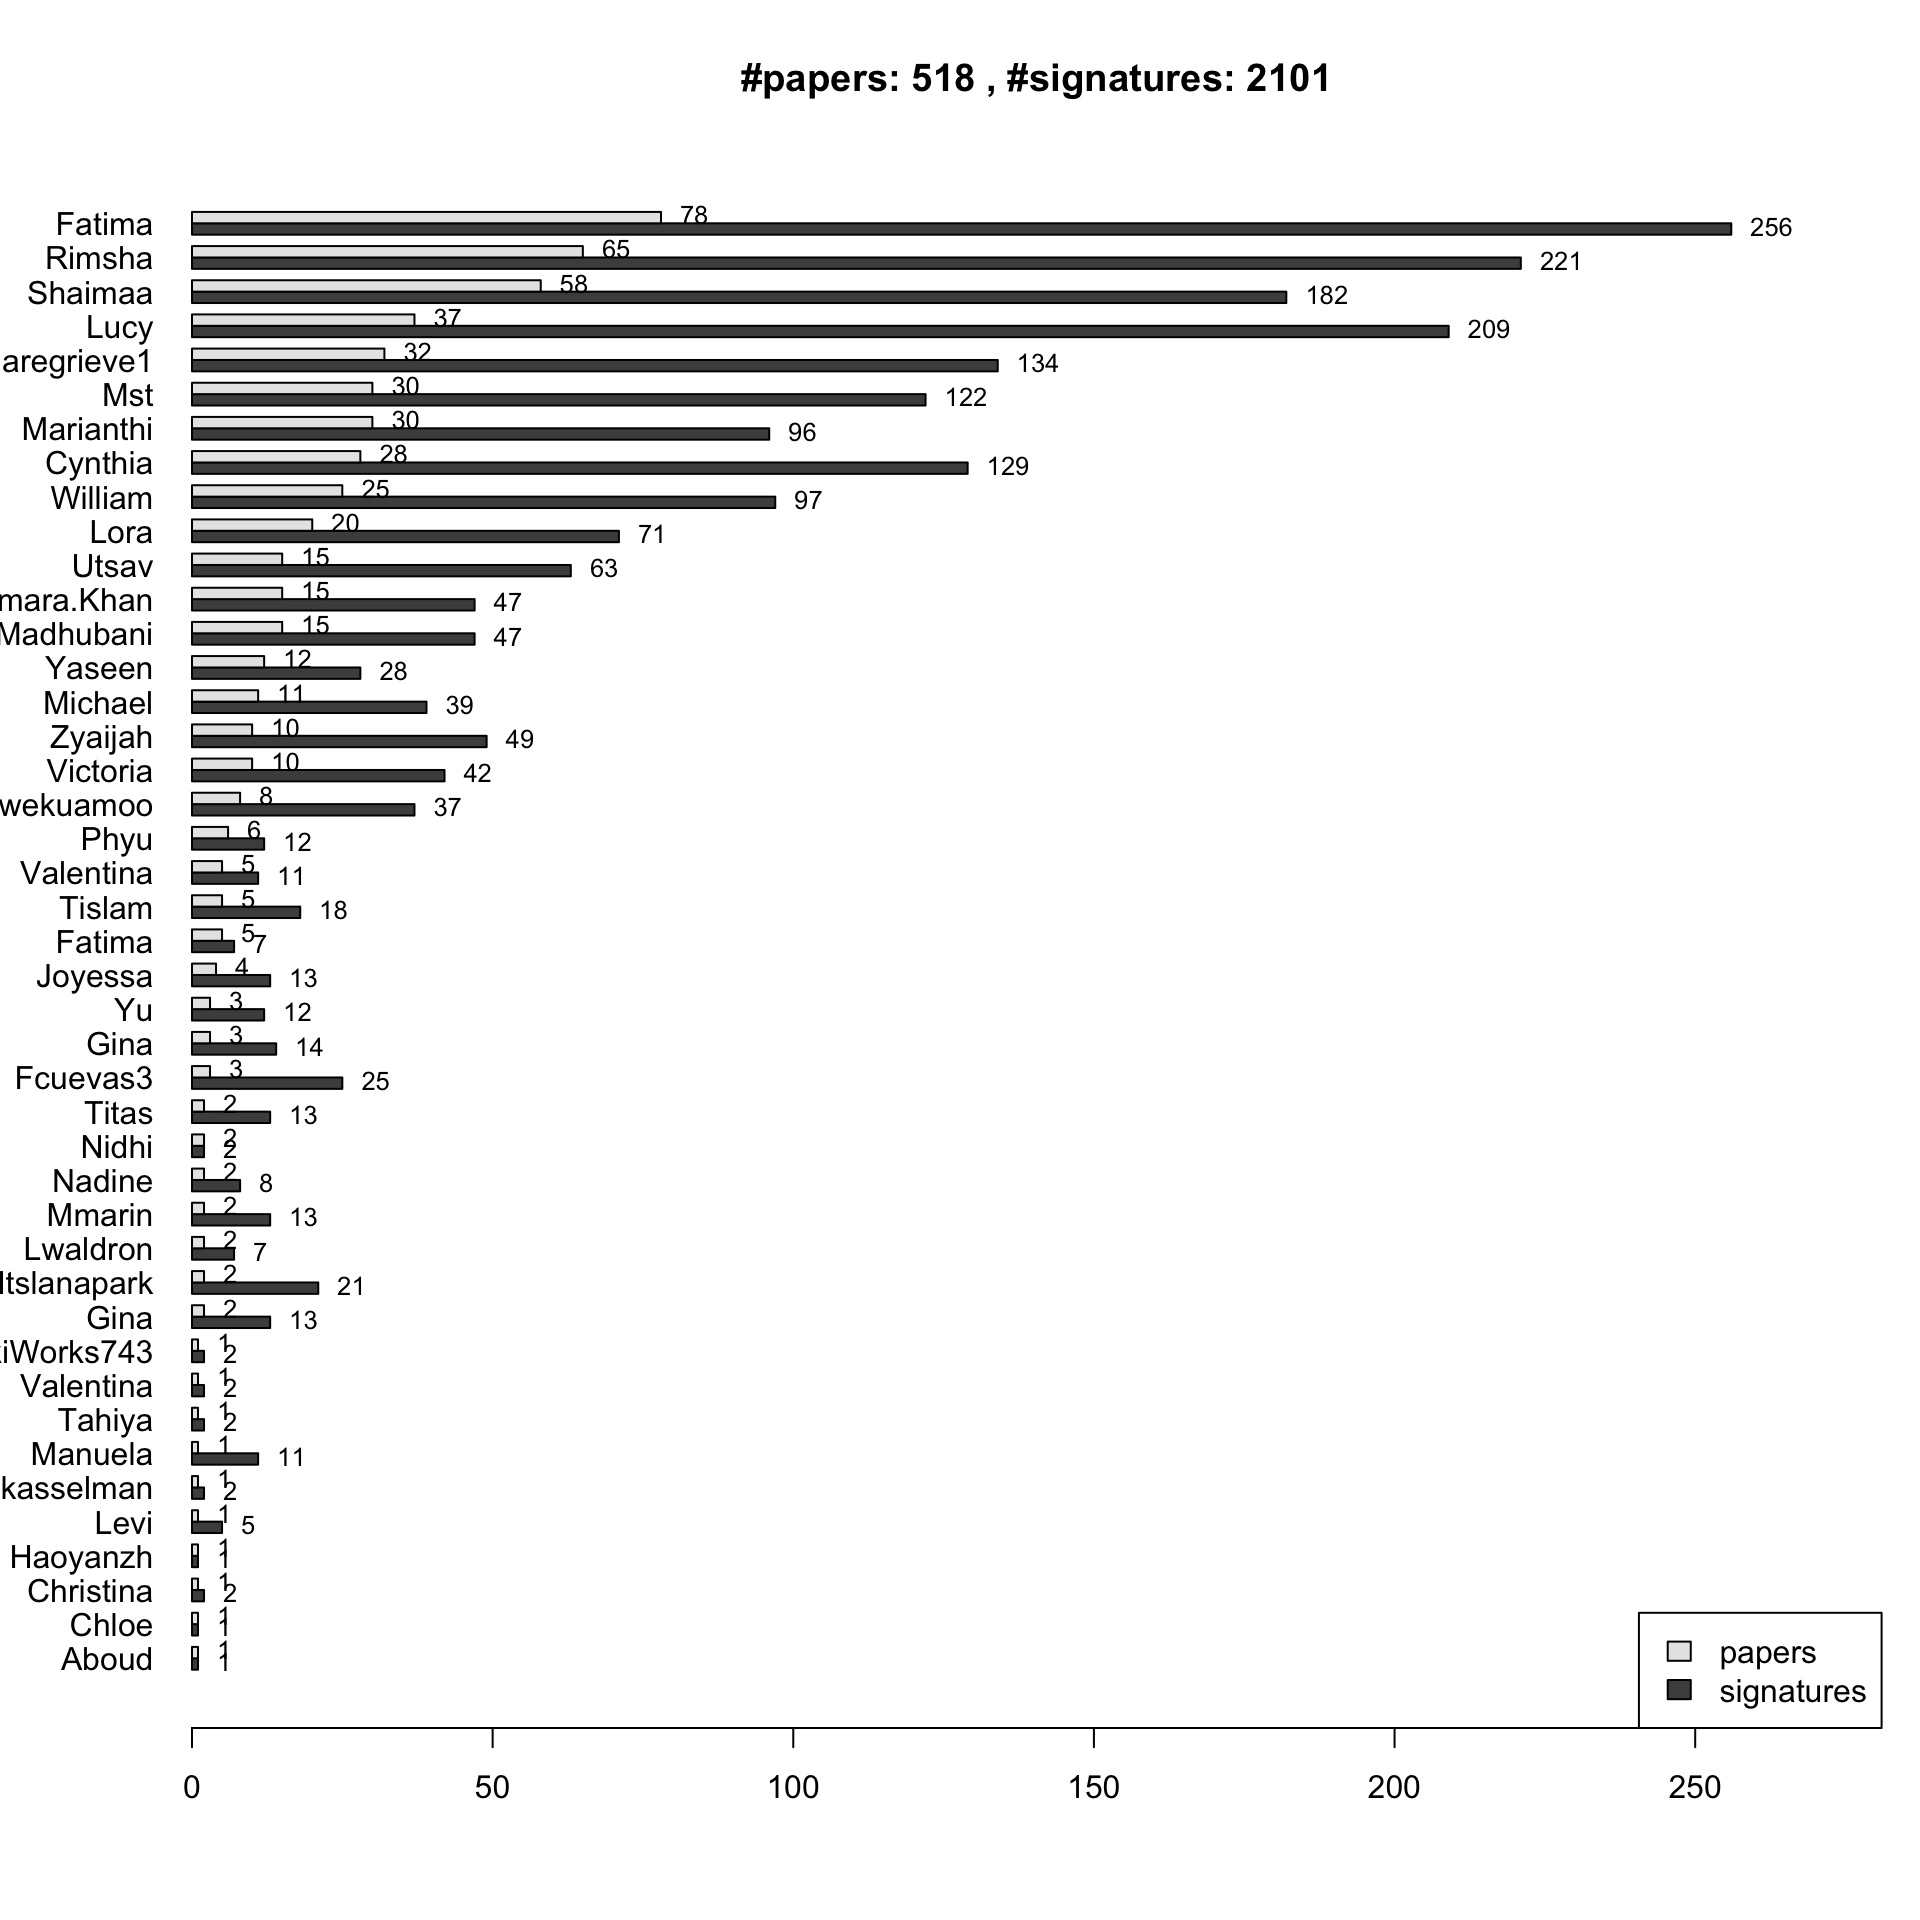 #papers: 518 , #signatures: 2101
Fatima 78 256
Rimsha 65 221
Shaimaa 58 182
Lucy 37 209
aregrieve1 32 134
Mst 30 122
Marianthi 30 96
Cynthia 28 129
William 25 97
Lora 20 71
Utsav 15 63
mara.Khan 15 47
Madhubani 15 47
Yaseen 12 28
Michael 11 39
Zyaijah 10 49
Victoria 10 42
wekuamoo 8 37
Phyu 6 12
Valentina 5 11
Tislam 5 18
Fatima 5 7
Joyessa 4 13
Yu 3 12
Gina 3 14
Fcuevas3 3 25
Titas 2 13
Nidhi 2 2
Nadine 2 8
Mmarin 2 13
Lwaldron 2 7
Itslanapark 2 21
Gina 2 13
iWorks743 1 2
Valentina 1 2
Tahiya 1 2
Manuela 1 11
kasselman 1 2
Levi 1 5
Haoyanzh 1 1
Christina 1 2
Chloe 1 1
Aboud 1 1
papers
signatures
0 50 100 150 200 250